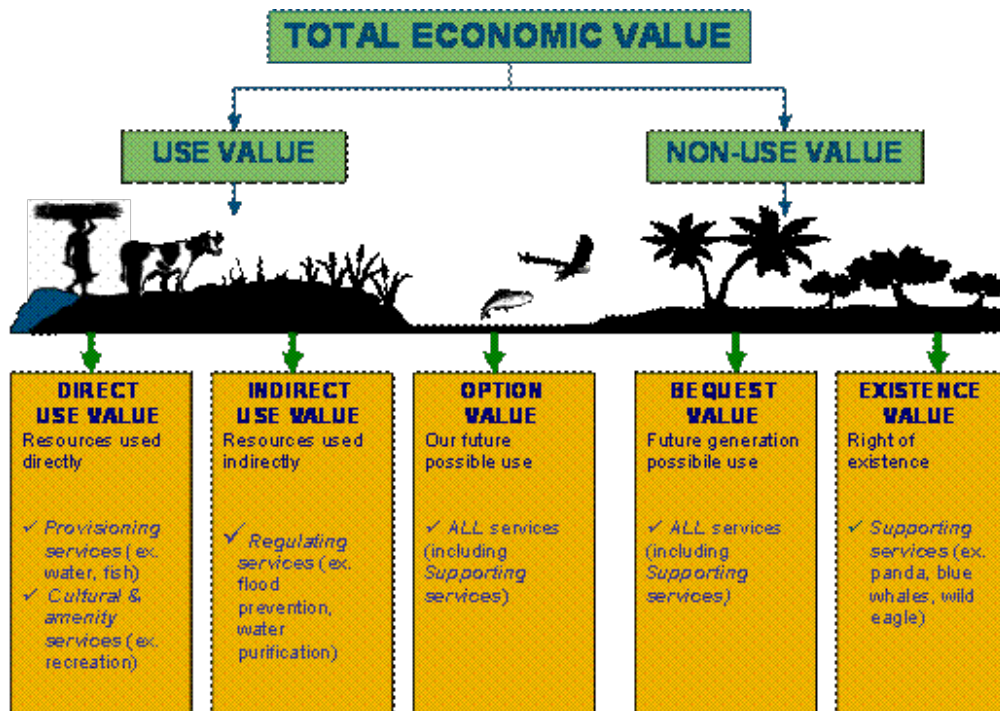 TOTAL ECONOMIC VALUE
USE VALUE
NON-USE VALUE
DIRECT
USE VALUE
Resources used
directly
✓ Provisioning
services (ex.
water, fish)
✓ Cultural &
amenity
services (ex.
recreation)
INDIRECT
USE VALUE
Resources used
indirectly
✓ Regulating
services (ex.
flood
prevention,
water
purification)
OPTION
VALUE
Our future
possible use
✓ ALL services
(including
Supporting
services)
BEQUEST
VALUE
Future generation
possibile use
✓ ALL services
(including
Supporting
services)
EXISTENCE
VALUE
Right of
existence
✓ Supporting
services (ex.
panda, blue
whales, wild
eagle)